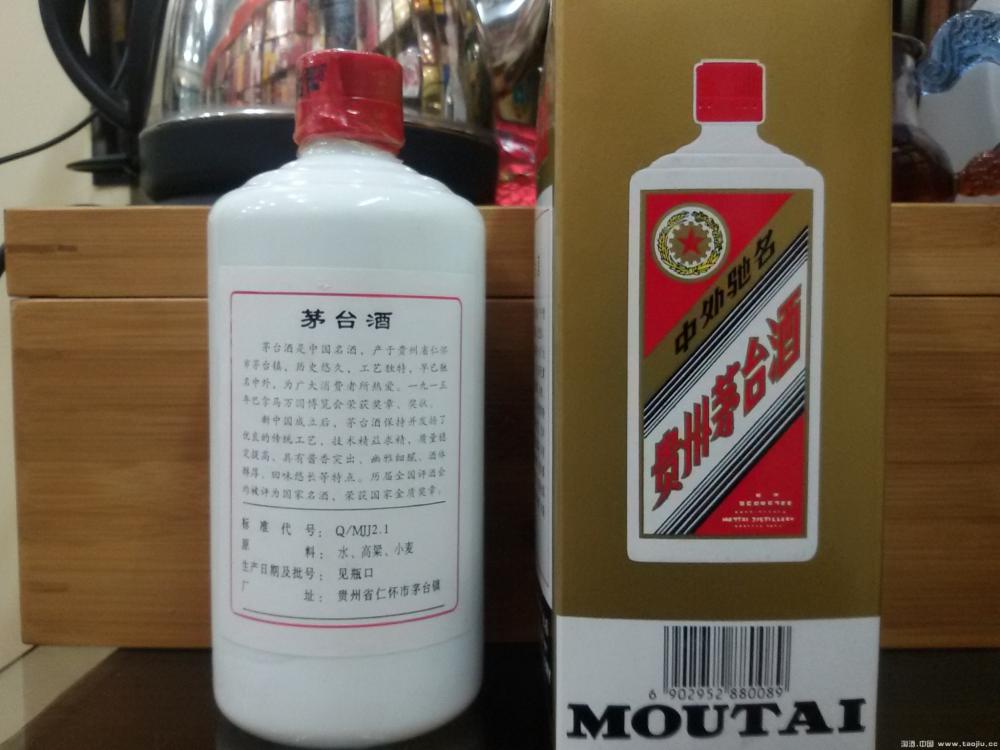 茅台酒
茅台酒是中国名酒，产于贵州省仁怀
市茅台镇，历史悠久，工艺独特，早已驰
名中外，为广大消费者所热爱。一九一五
年巴拿马万国博览会荣获奖章、奖状。
新中国成立后，茅台酒保持并发扬了
优良的传统工艺，技术精益求精，质量稳
定提高，具有酱香突出、幽雅细腻、酒体
醇厚、回味悠长等特点。历届全国评酒会
均被评为国家名酒，荣获国家金质奖章。
标准代号：Q/MJJ2.1
原料：水、高粱、小麦
生产日期及批号：见瓶口
厂址：贵州省仁怀市茅台镇
中外驰名
贵州茅台酒
MOUTAI DISTILLERY
6 902952 880089
MOUTAI
淘酒.中国 www.taojiu.cc